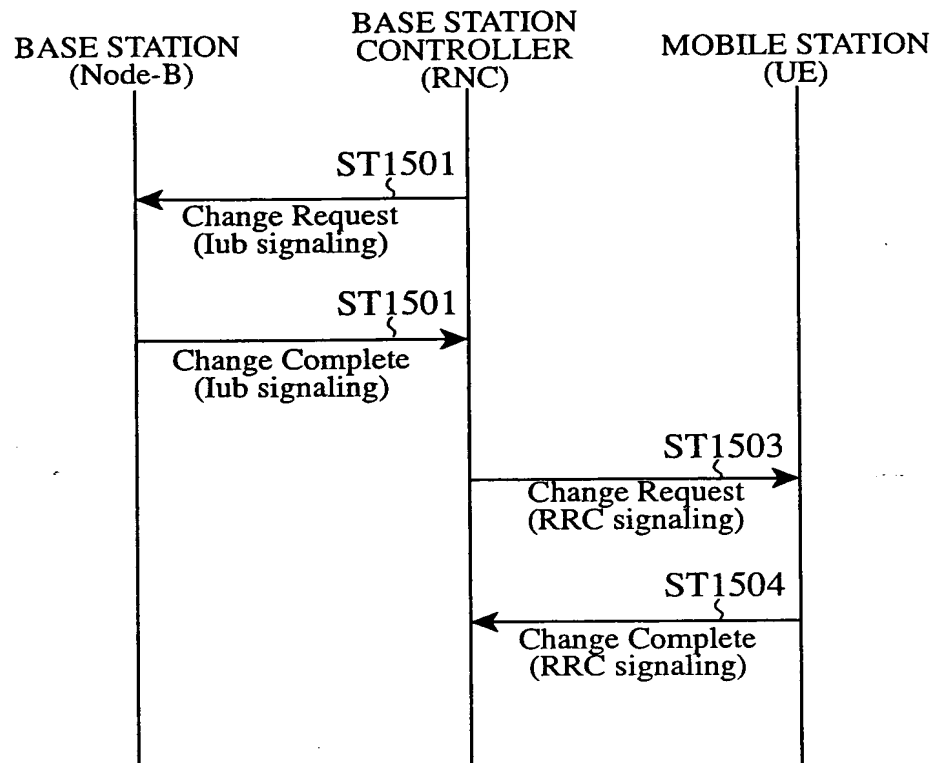 BASE STATION
(Node-B)
BASE STATION
CONTROLLER
(RNC)
MOBILE STATION
(UE)
ST1501
Change Request
(Iub signaling)
ST1501
Change Complete
(Iub signaling)
ST1503
Change Request
(RRC signaling)
ST1504
Change Complete
(RRC signaling)